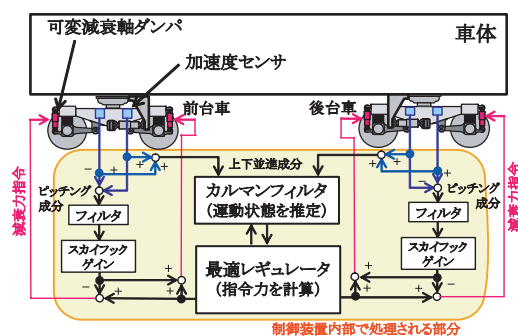 可変減衰軸ダンパ
車体
加速度センサ
前台車
後台車
減衰力指令
減衰力指令
上下並進成分
ピッチング
成分
フィルタ
スカイフック
ゲイン
カルマンフィルタ
(運動状態を推定)
最適レギュレータ
(指令力を計算)
ピッチング
成分
フィルタ
スカイフック
ゲイン
+
+
−
+
+
+
−
+
+
+
+
−
+
+
+
+
−
+
制御装置内部で処理される部分